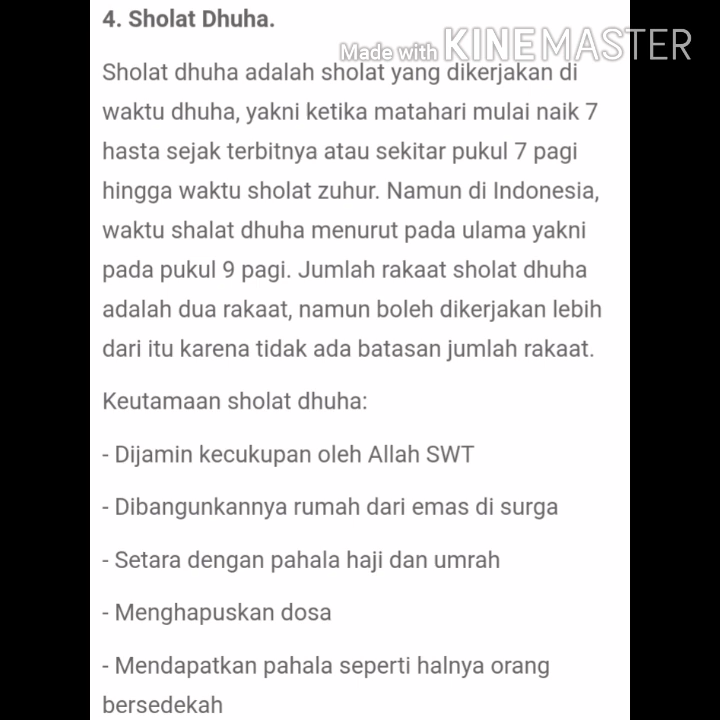 4. Sholat Dhuha.
Made with KINEMASTER
Sholat dhuha adalah sholat yang dikerjakan di
waktu dhuha, yakni ketika matahari mulai naik 7
hasta sejak terbitnya atau sekitar pukul 7 pagi
hingga waktu sholat zuhur. Namun di Indonesia,
waktu shalat dhuha menurut pada ulama yakni
pada pukul 9 pagi. Jumlah rakaat sholat dhuha
adalah dua rakaat, namun boleh dikerjakan lebih
dari itu karena tidak ada batasan jumlah rakaat.
Keutamaan sholat dhuha:
- Dijamin kecukupan oleh Allah SWT
- Dibangunkannya rumah dari emas di surga
- Setara dengan pahala haji dan umrah
- Menghapuskan dosa
- Mendapatkan pahala seperti halnya orang
bersedekah